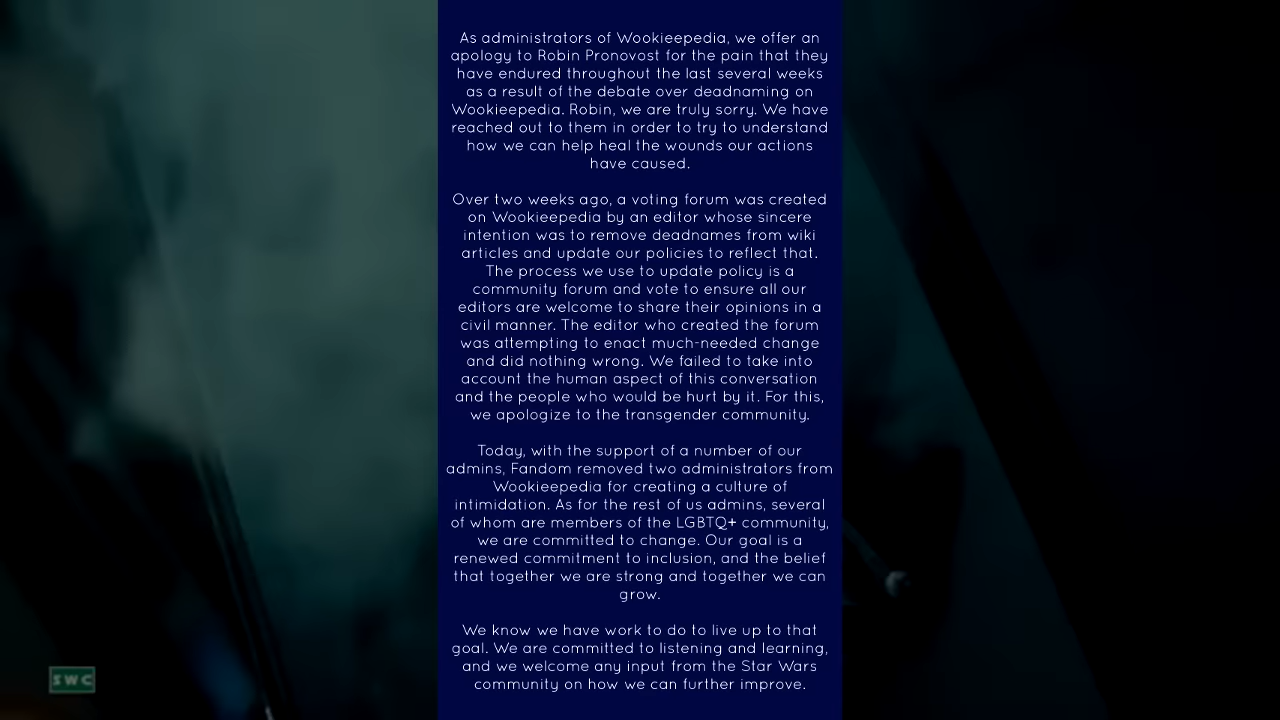 As administrators of Wookieepedia, we offer an
apology to Robin Pronovost for the pain that they
have endured throughout the last several weeks
as a result of the debate over deadnaming on
Wookieepedia. Robin, we are truly sorry. We have
reached out to them in order to try to understand
how we can help heal the wounds our actions
have caused.
Over two weeks ago, a voting forum was created
on Wookieepedia by an editor whose sincere
intention was to remove deadnames from wiki
articles and update our policies to reflect that.
The process we use to update policy is a
community forum and vote to ensure all our
editors are welcome to share their opinions in a
civil manner. The editor who created the forum
was attempting to enact much-needed change
and did nothing wrong. We failed to take into
account the human aspect of this conversation
and the people who would be hurt by it. For this,
we apologize to the transgender community.
Today, with the support of a number of our
admins, Fandom removed two administrators from
Wookieepedia for creating a culture of
intimidation. As for the rest of us admins, several
of whom are members of the LGBTQ+ community,
we are committed to change. Our goal is a
renewed commitment to inclusion, and the belief
that together we are strong and together we can
grow.
We know we have work to do to live up to that
goal. We are committed to listening and learning,
and we welcome any input from the Star Wars
community on how we can further improve.
SWC